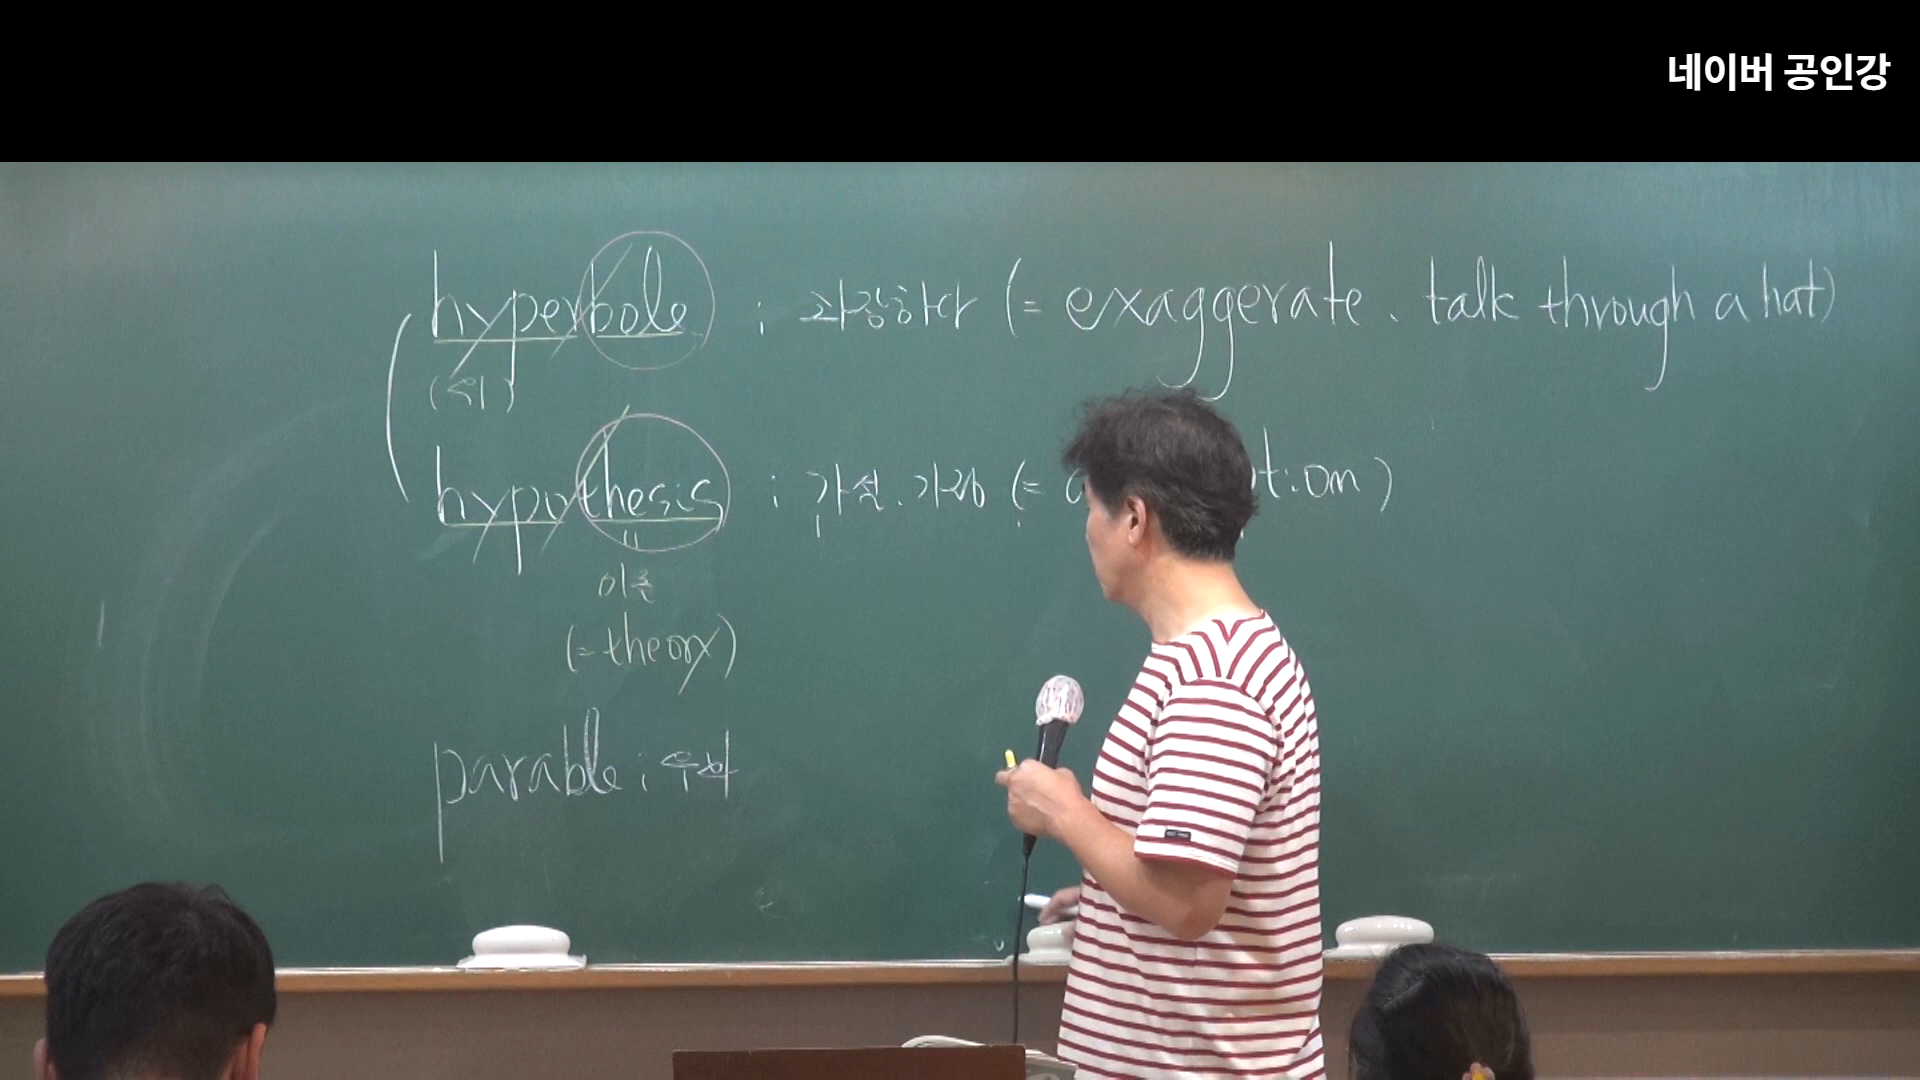 네이버 공인강
hyperbole ; 과장하다 (= exaggerate. talk through a hat)
(위)
hypothesis ; 가설. 가정 (= a tion)
"
이론
(= theory)
parable ; 우화